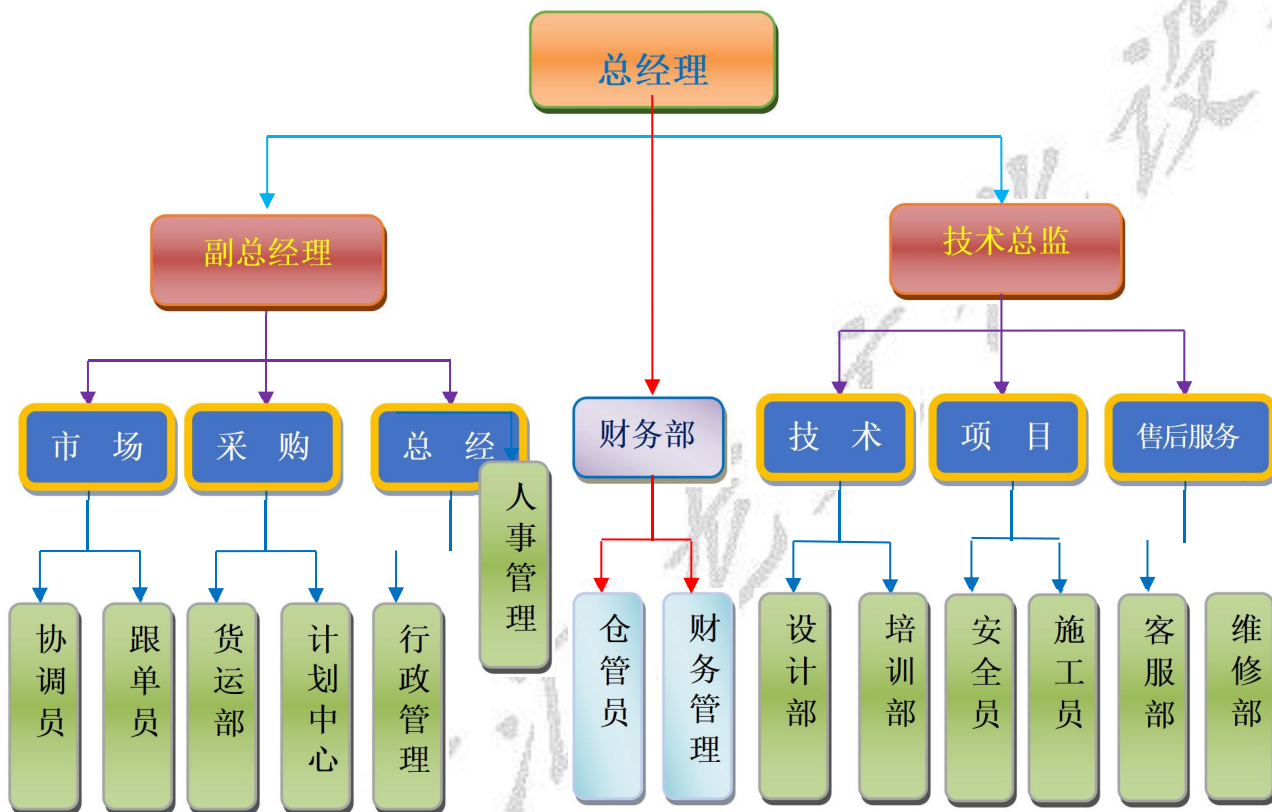 总经理
副总经理
技术总监
市 场
采 购
总 经
财务部
技 术
项 目
售后服务
人事管理
协调员
跟单员
货运部
计划中心
行政管理
仓管员
财务管理
设计部
培训部
安全员
施工员
客服部
维修部